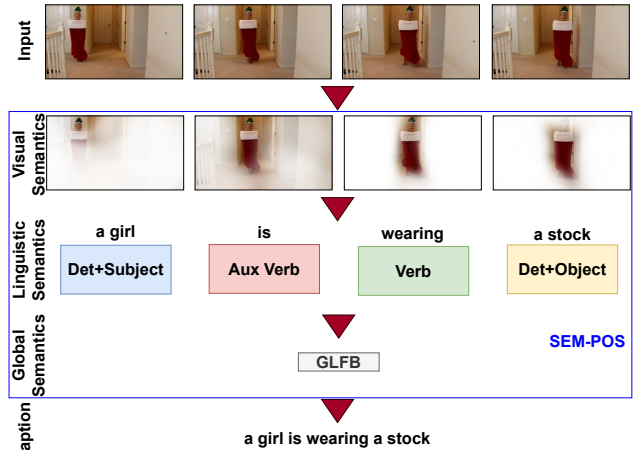 Input
Visual
Semantics
a girl is wearing a stock
Linguistic
Semantics
Det+Subject Aux Verb Verb Det+Object
Global
Semantics
GLFB
SEM-POS
aption
a girl is wearing a stock